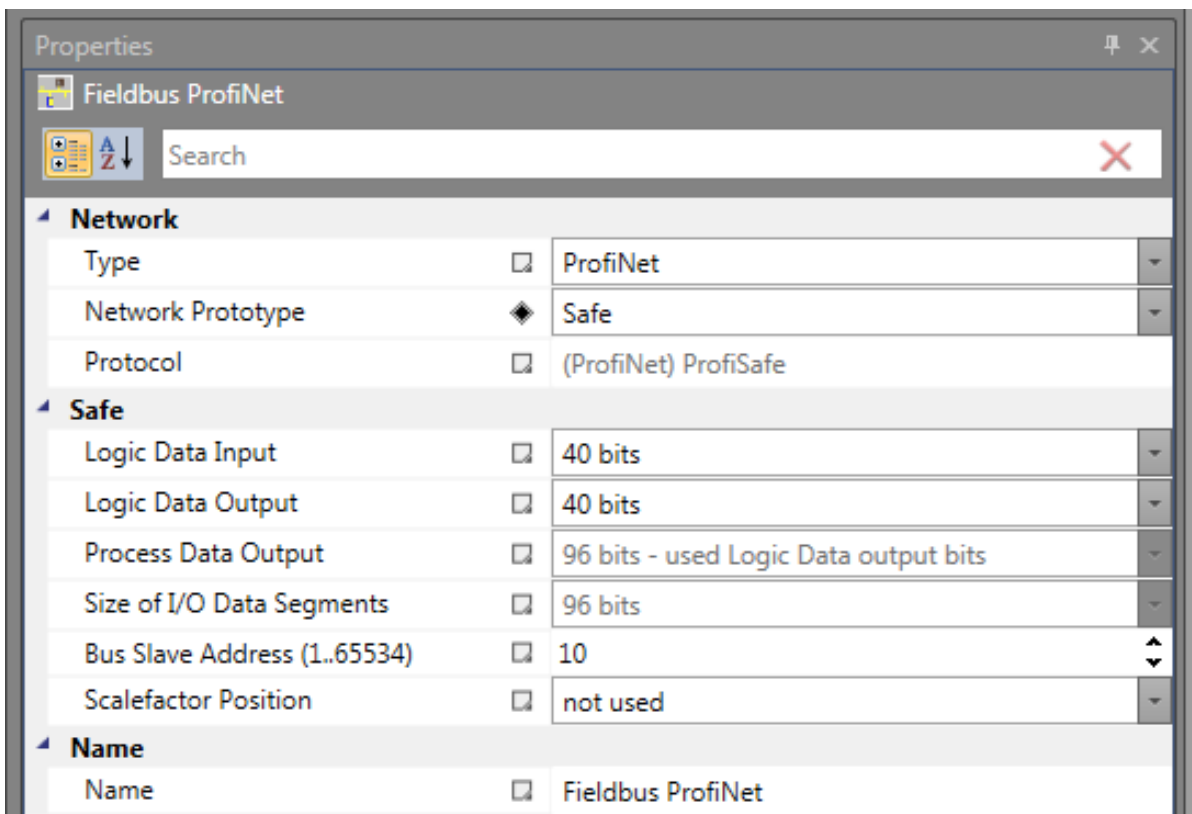 Properties
Fieldbus ProfiNet
A Z Search
Network
Type ProfiNet
Network Prototype Safe
Protocol (ProfiNet) ProfiSafe
Safe
Logic Data Input 40 bits
Logic Data Output 40 bits
Process Data Output 96 bits - used Logic Data output bits
Size of I/O Data Segments 96 bits
Bus Slave Address (1..65534) 10
Scalefactor Position not used
Name
Name Fieldbus ProfiNet